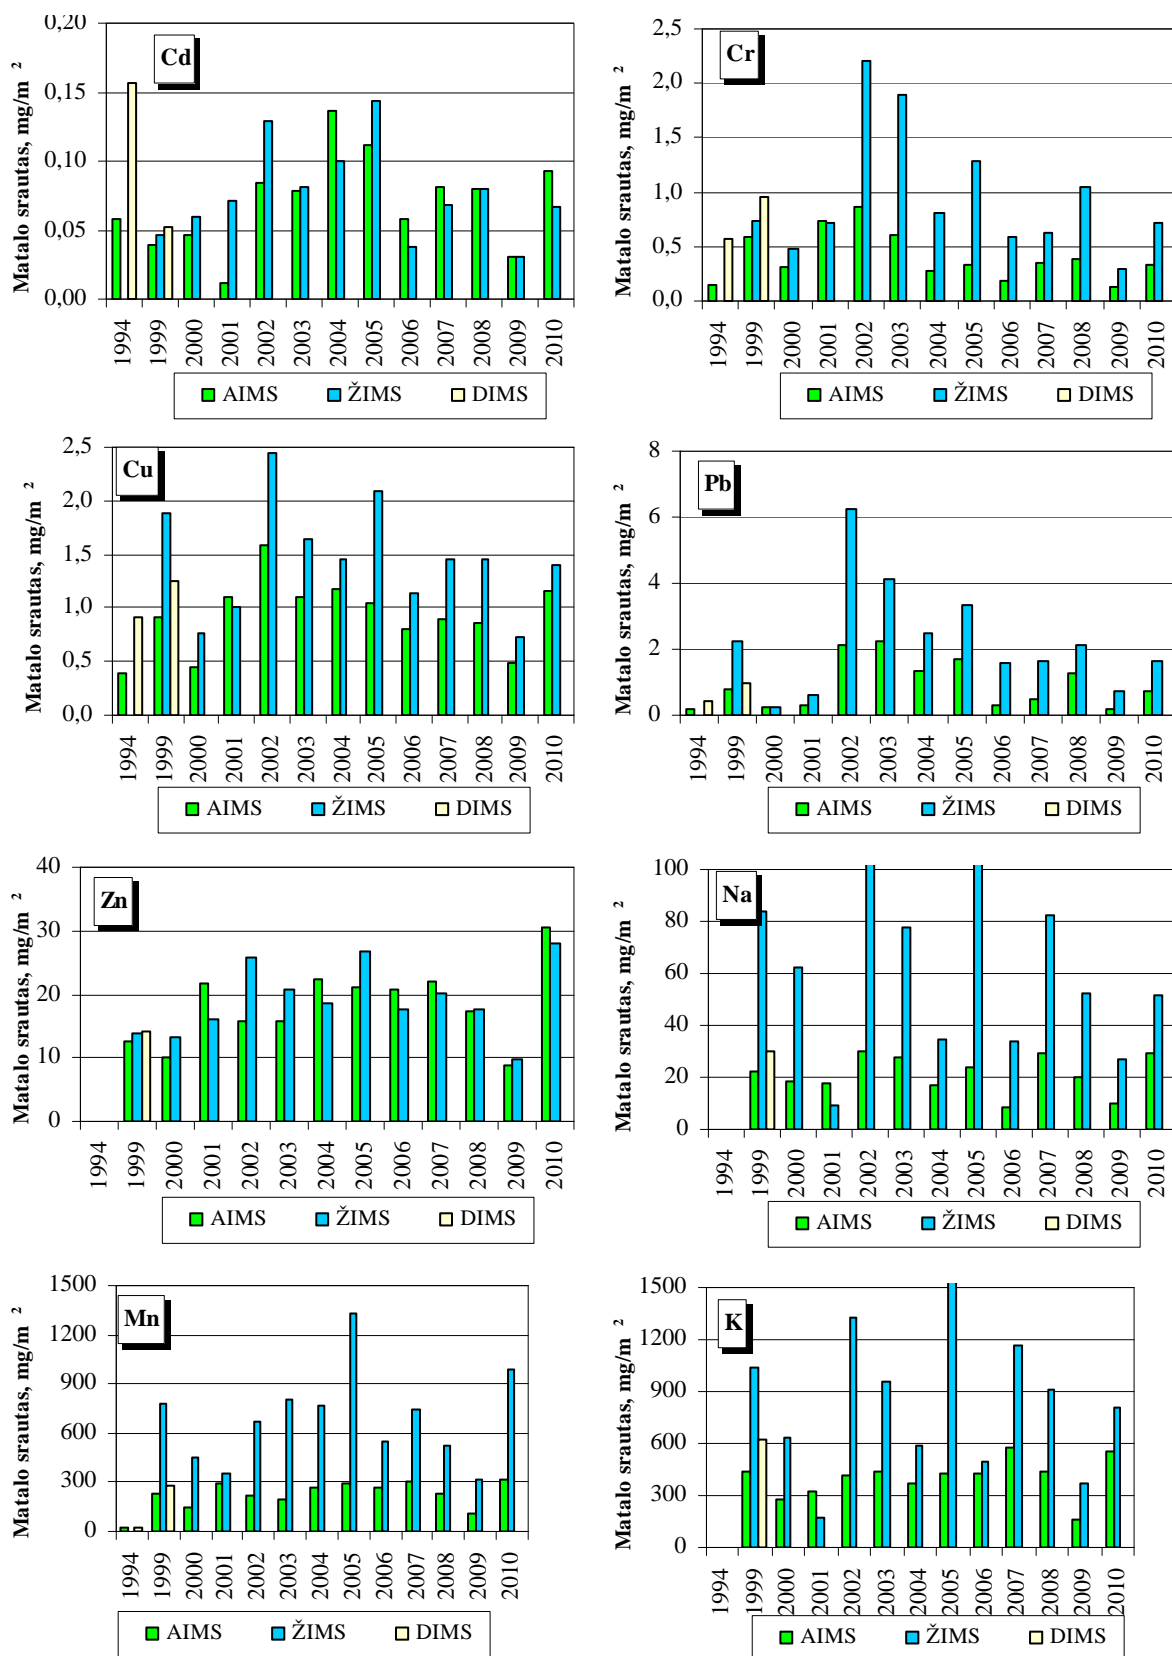 Cd
Matalo srautas, mg/m 2
0,20
0,15
0,10
0,05
0,00
1994 1999 2000 2001 2002 2003 2004 2005 2006 2007 2008 2009 2010
AIMS ŽIMS DIMS
Cr
Matalo srautas, mg/m 2
2,5
2,0
1,5
1,0
0,5
0,0
1994 1999 2000 2001 2002 2003 2004 2005 2006 2007 2008 2009 2010
AIMS ŽIMS DIMS
Cu
Matalo srautas, mg/m 2
2,5
2,0
1,5
1,0
0,5
0,0
1994 1999 2000 2001 2002 2003 2004 2005 2006 2007 2008 2009 2010
AIMS ŽIMS DIMS
Pb
Matalo srautas, mg/m 2
8
6
4
2
0
1994 1999 2000 2001 2002 2003 2004 2005 2006 2007 2008 2009 2010
AIMS ŽIMS DIMS
Zn
Matalo srautas, mg/m 2
40
30
20
10
0
1994 1999 2000 2001 2002 2003 2004 2005 2006 2007 2008 2009 2010
AIMS ŽIMS DIMS
Na
Matalo srautas, mg/m 2
100
80
60
40
20
0
1994 1999 2000 2001 2002 2003 2004 2005 2006 2007 2008 2009 2010
AIMS ŽIMS DIMS
Mn
Matalo srautas, mg/m 2
1500
1200
900
600
300
0
1994 1999 2000 2001 2002 2003 2004 2005 2006 2007 2008 2009 2010
AIMS ŽIMS DIMS
K
Matalo srautas, mg/m 2
1500
1200
900
600
300
0
1994 1999 2000 2001 2002 2003 2004 2005 2006 2007 2008 2009 2010
AIMS ŽIMS DIMS